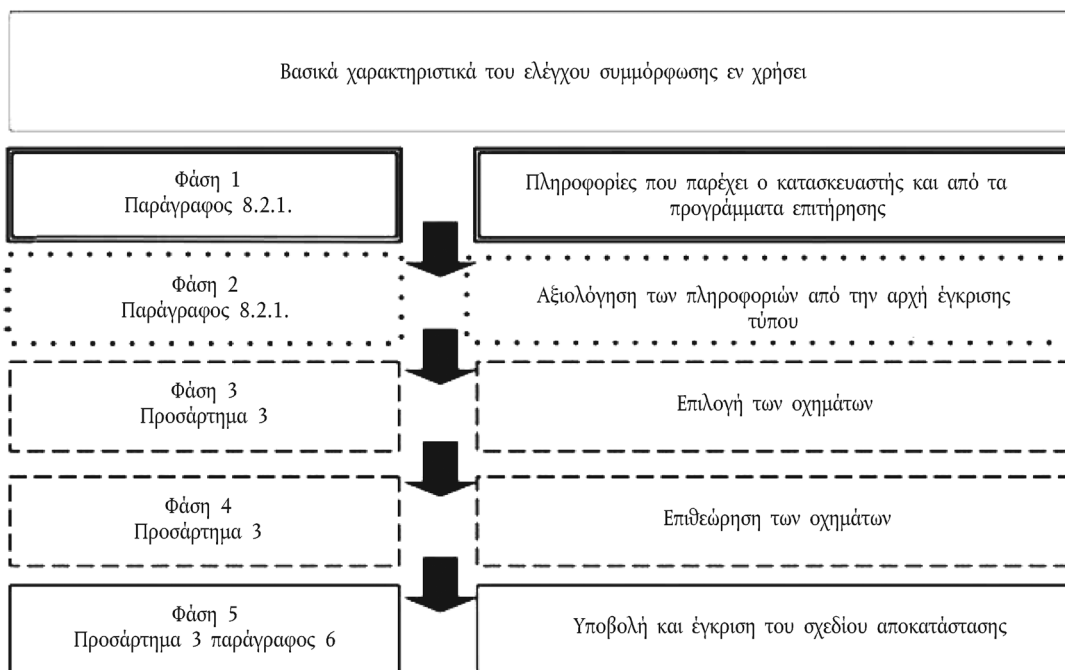 Βασικά χαρακτηριστικά του ελέγχου συμμόρφωσης εν χρήσει
Φάση 1
Παράγραφος 8.2.1.
Πληροφορίες που παρέχει ο κατασκευαστής και από τα
προγράμματα επιτήρησης
Φάση 2
Παράγραφος 8.2.1.
Αξιολόγηση των πληροφοριών από την αρχή έγκρισης
τύπου
Φάση 3
Προσάρτημα 3
Επιλογή των οχημάτων
Φάση 4
Προσάρτημα 3
Επιθεώρηση των οχημάτων
Φάση 5
Προσάρτημα 3 παράγραφος 6
Υποβολή και έγκριση του σχεδίου αποκατάστασης